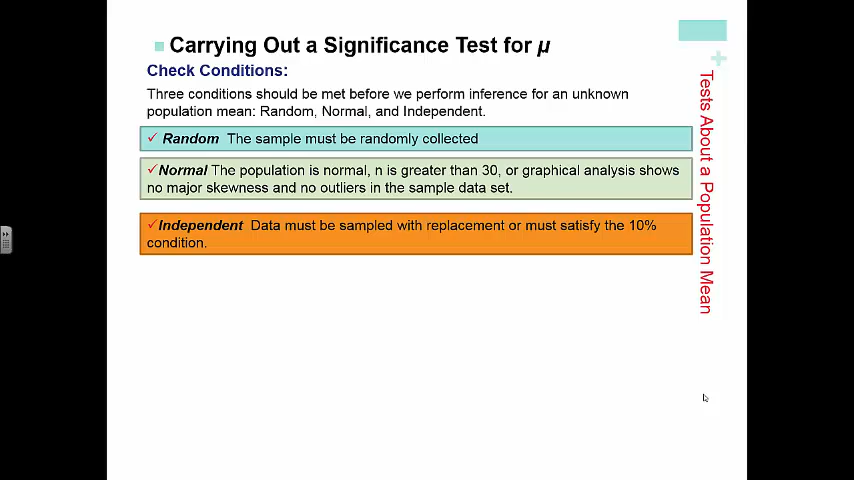 Carrying Out a Significance Test for μ
Check Conditions:
Three conditions should be met before we perform inference for an unknown
population mean: Random, Normal, and Independent.
✓ Random The sample must be randomly collected
✓Normal The population is normal, n is greater than 30, or graphical analysis shows
no major skewness and no outliers in the sample data set.
✓Independent Data must be sampled with replacement or must satisfy the 10%
condition.
+
Tests About a Population Mean